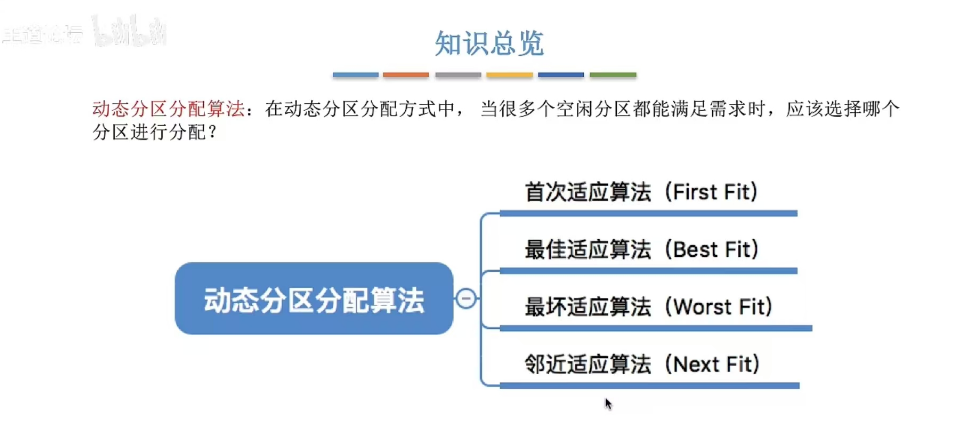 bilibili
知识总览
动态分区分配算法：在动态分区分配方式中， 当很多个空闲分区都能满足需求时，应该选择哪个
分区进行分配？
首次适应算法（First Fit）
最佳适应算法（Best Fit）
动态分区分配算法
最坏适应算法（Worst Fit）
邻近适应算法（Next Fit）